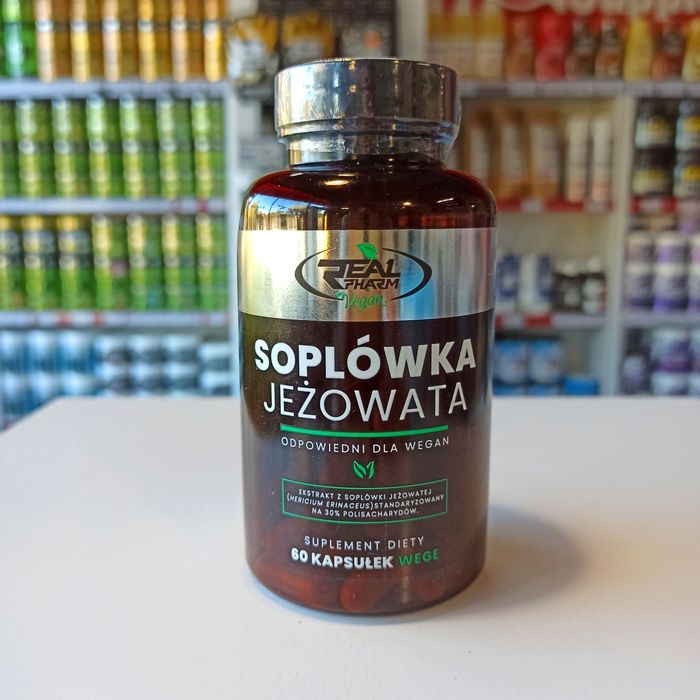 REAL
PHARM
Vegan
SOPLÓWKA
JEŻOWATA
ODPOWIEDNI DLA WEGAN
EKSTRAKT Z SOPLÓWKI JEŻOWATEJ
(HERICIUM ERINACEUS) STANDARYZOWANY
NA 30% POLISACHARYDÓW.
SUPLEMENT DIETY
60 KAPSUŁEK WEGE